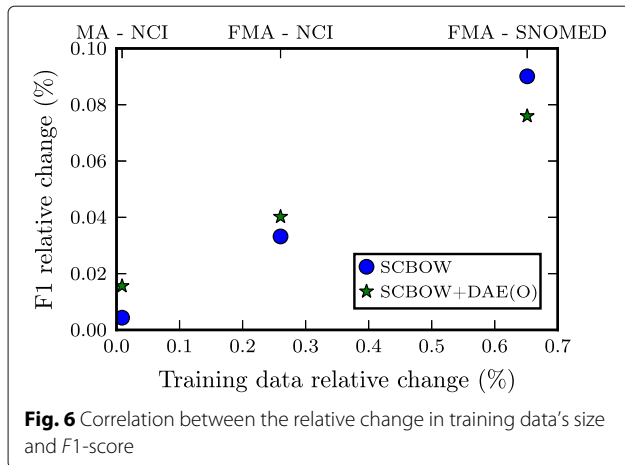 MA - NCI FMA - NCI FMA - SNOMED
0.10
0.08
0.06
0.04
0.02
0.00
F1 relative change (%)
SCBOW
SCBOW+DAE(O)
0.0 0.1 0.2 0.3 0.4 0.5 0.6 0.7
Training data relative change (%)
Fig. 6 Correlation between the relative change in training data's size
and F1-score